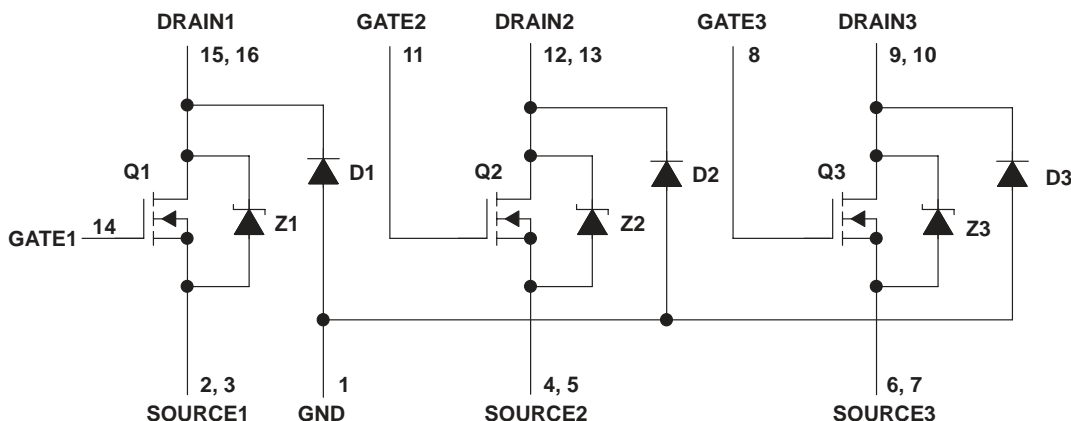 DRAIN1 GATE2 DRAIN2 GATE3 DRAIN3
15, 16 11 12, 13 8 9, 10
Q1 D1 Q2 D2 Q3 D3
Z1 Z2 Z3
GATE1 14
2, 3 1 4, 5 6, 7
SOURCE1 GND SOURCE2 SOURCE3